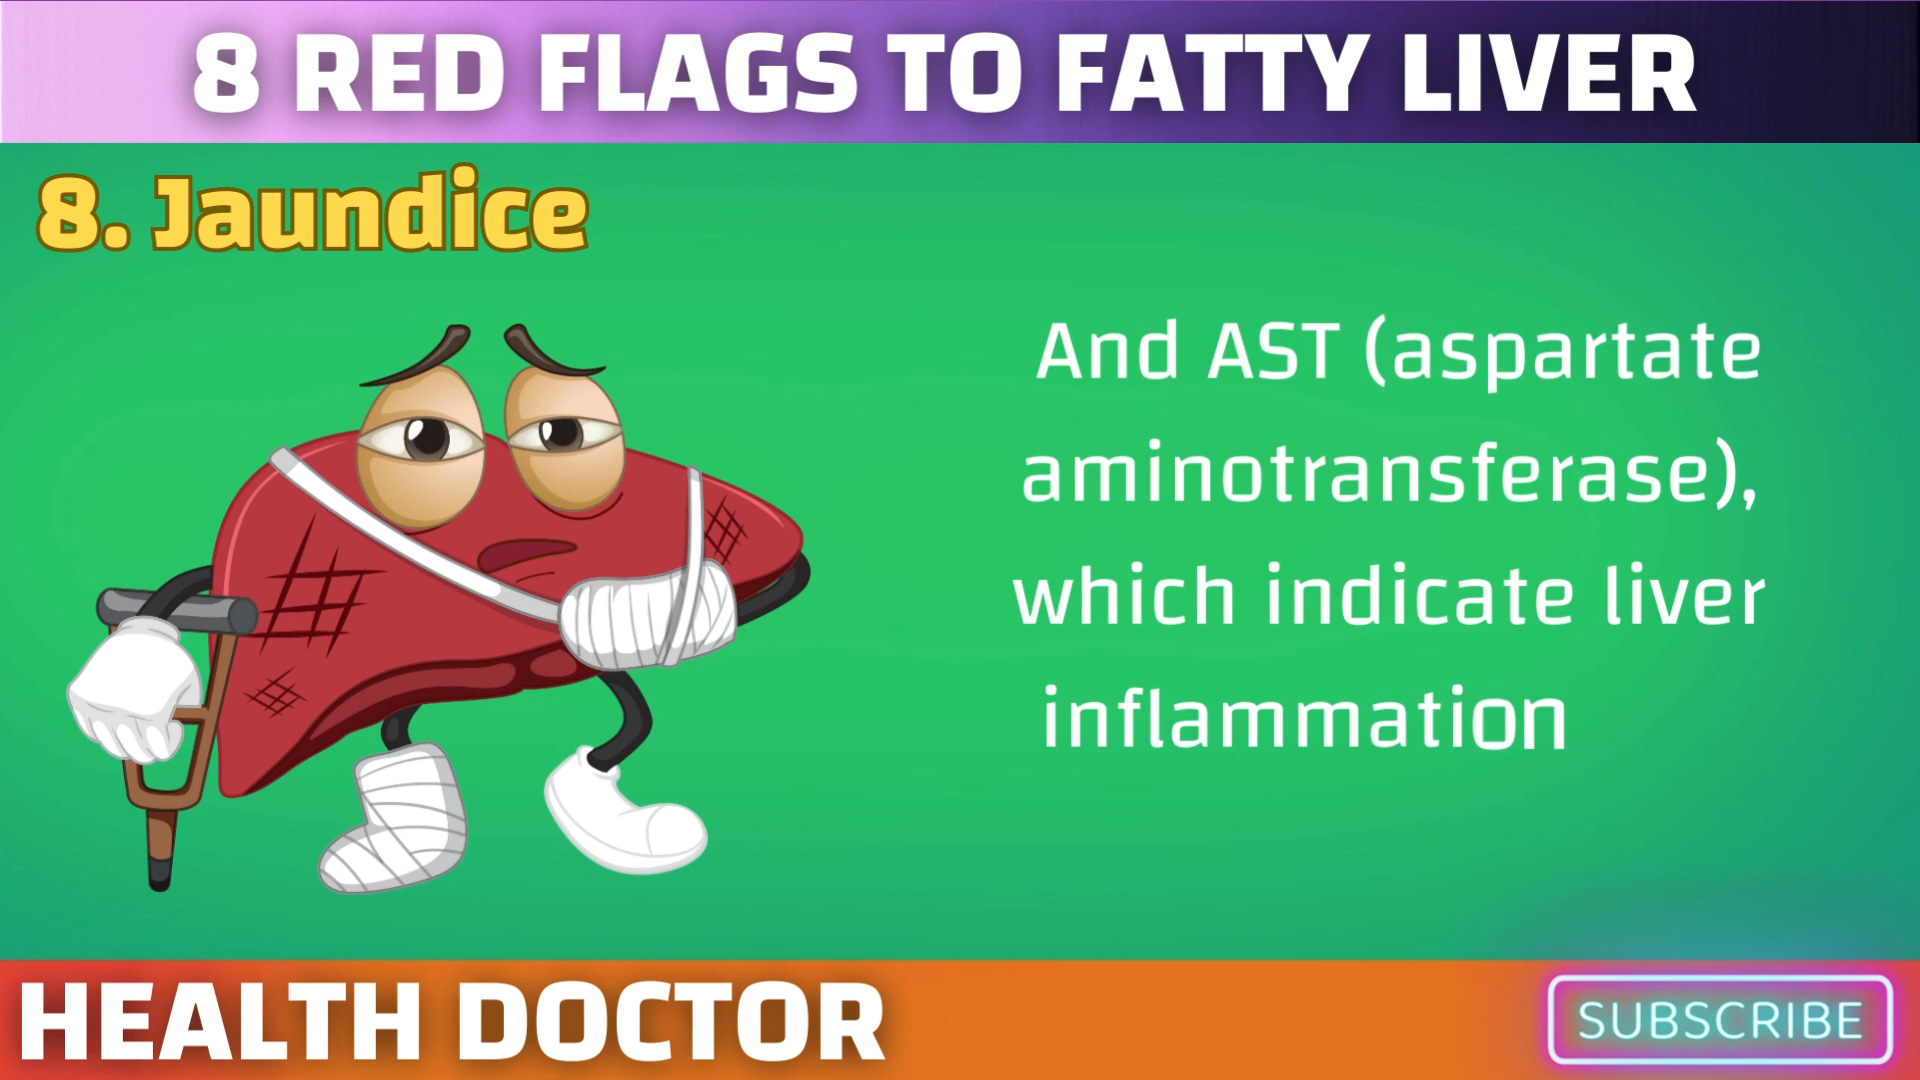 8 RED FLAGS TO FATTY LIVER
8. Jaundice
And AST (aspartate
aminotransferase),
which indicate liver
inflammation
HEALTH DOCTOR
SUBSCRIBE